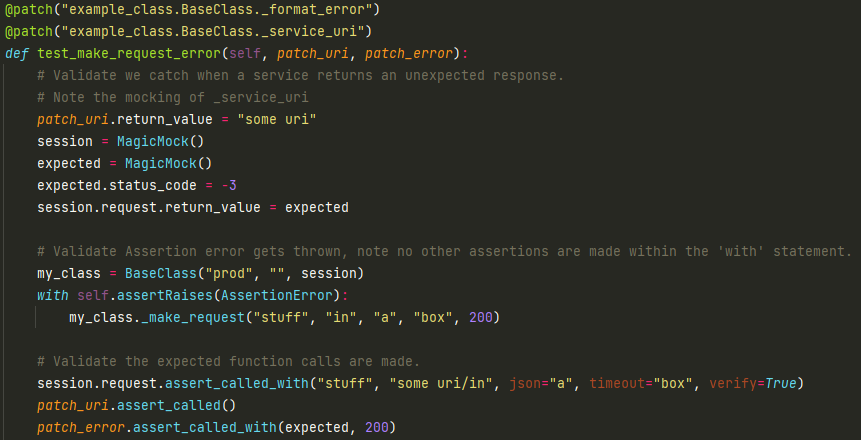 @patch("example_class.BaseClass._format_error")
@patch("example_class.BaseClass._service_uri")
def test_make_request_error(self, patch_uri, patch_error):
    # Validate we catch when a service returns an unexpected response.
    # Note the mocking of _service_uri
    patch_uri.return_value = "some uri"
    session = MagicMock()
    expected = MagicMock()
    expected.status_code = -3
    session.request.return_value = expected

    # Validate Assertion error gets thrown, note no other assertions are made within the 'with' statement.
    my_class = BaseClass("prod", "", session)
    with self.assertRaises(AssertionError):
        my_class._make_request("stuff", "in", "a", "box", 200)

    # Validate the expected function calls are made.
    session.request.assert_called_with("stuff", "some uri/in", json="a", timeout="box", verify=True)
    patch_uri.assert_called()
    patch_error.assert_called_with(expected, 200)